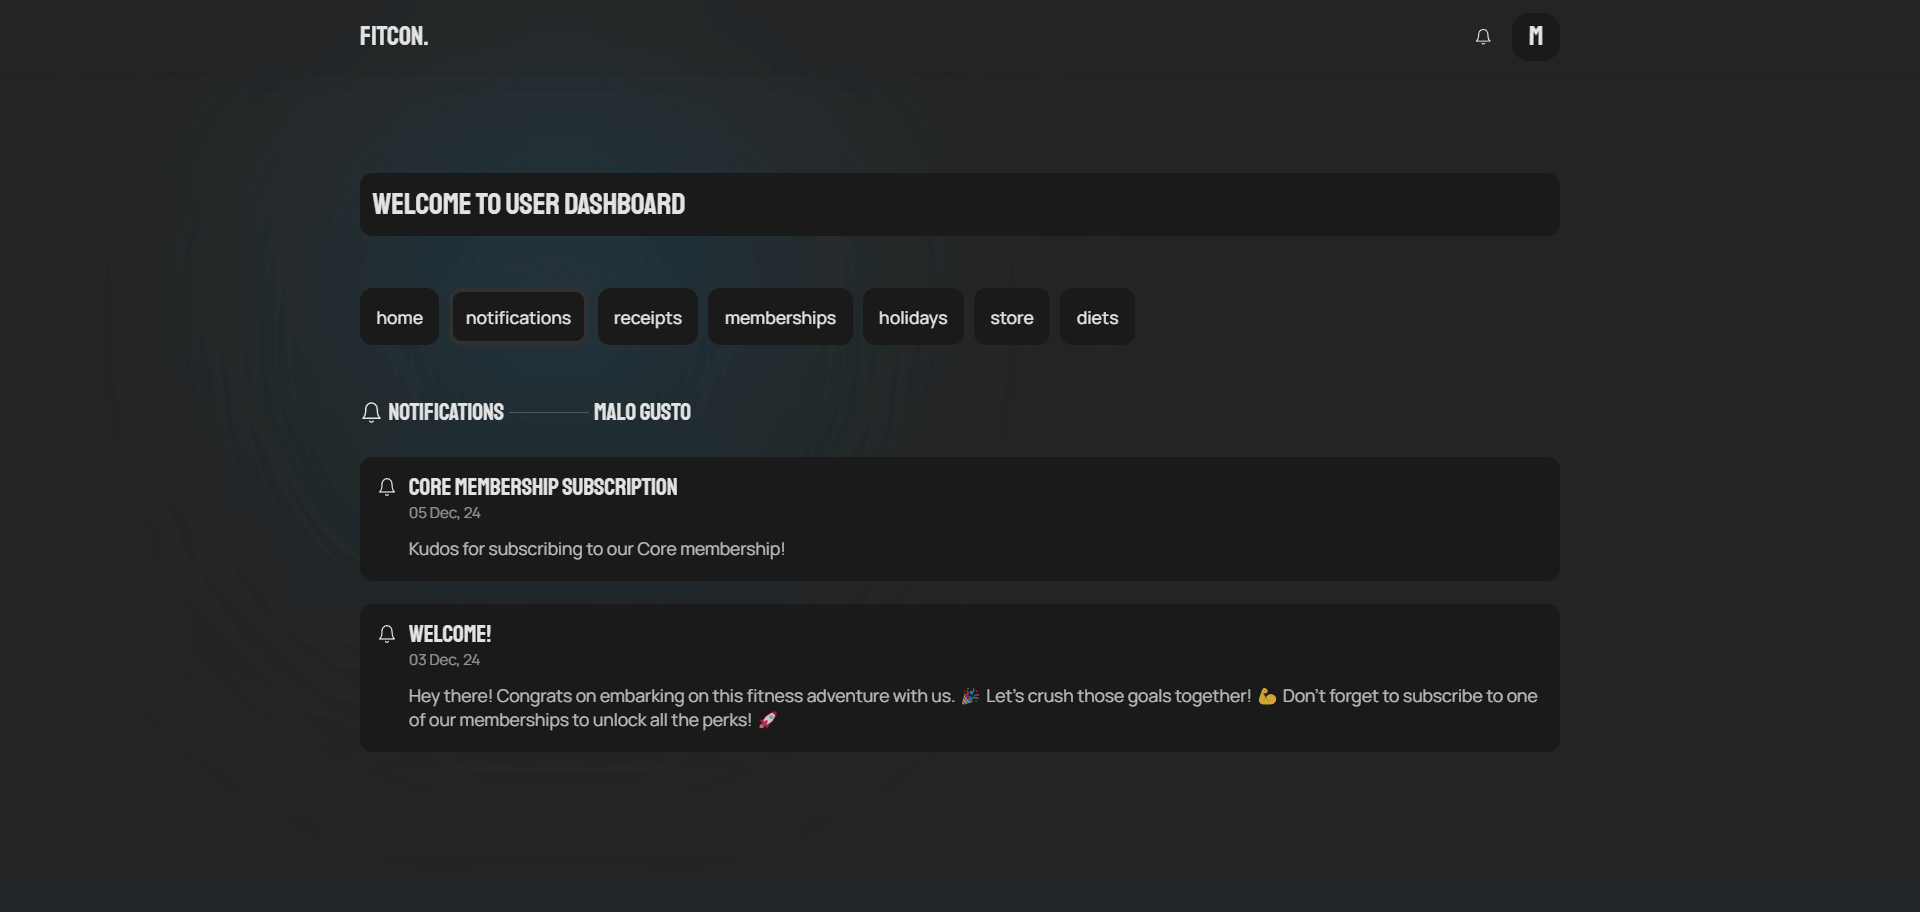 FITCON.
M
WELCOME TO USER DASHBOARD
home notifications receipts memberships holidays store diets
NOTIFICATIONS MALO GUSTO
CORE MEMBERSHIP SUBSCRIPTION
05 Dec, 24
Kudos for subscribing to our Core membership!
WELCOME!
03 Dec, 24
Hey there! Congrats on embarking on this fitness adventure with us. 🎉 Let's crush those goals together! 💪 Don't forget to subscribe to one
of our memberships to unlock all the perks! 🚀